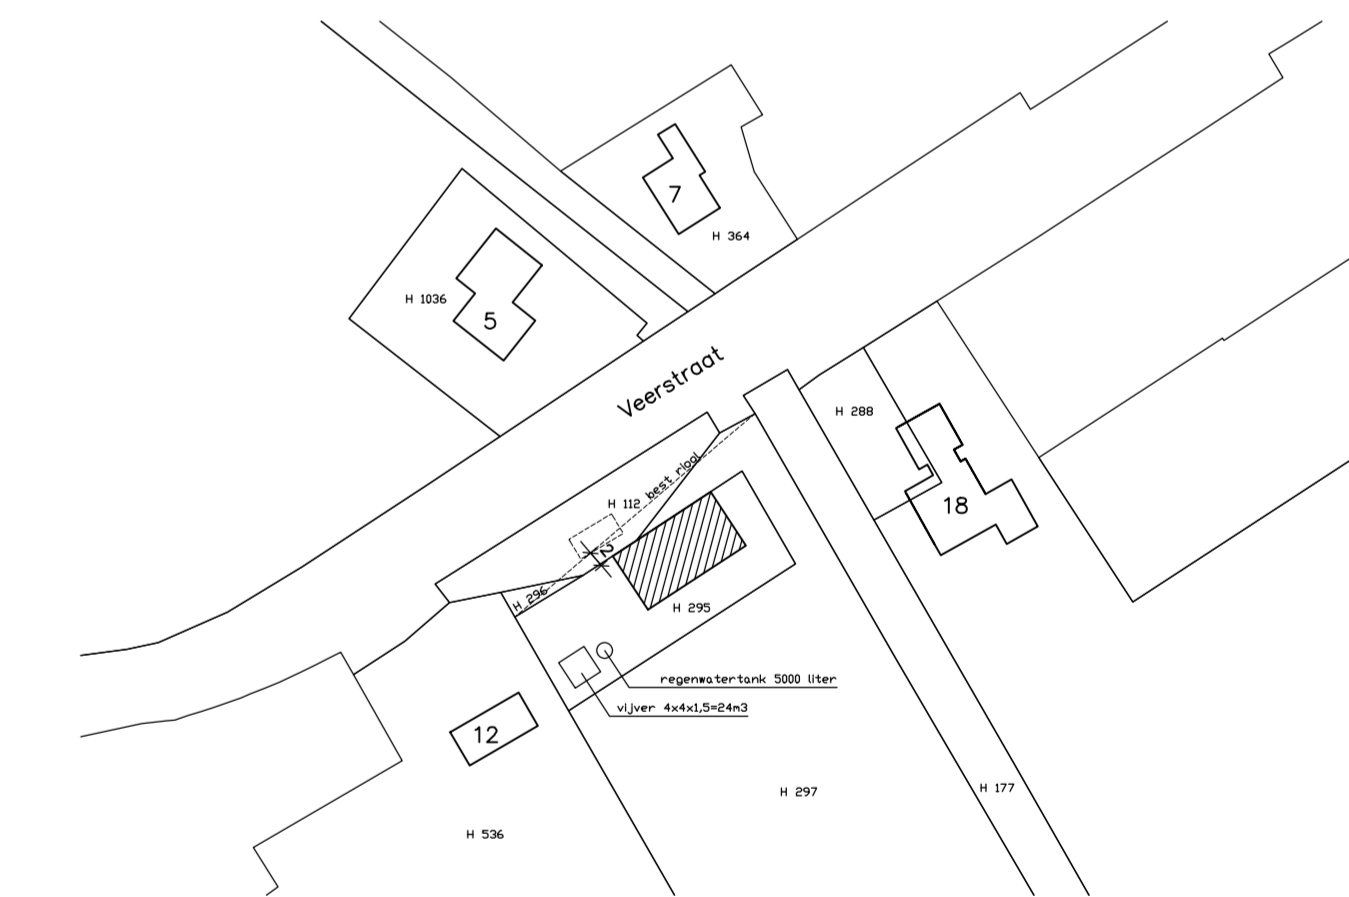 7
H 364
H 1036
5
Veerstraat
H 288
best riool
H 112
18
2
H 296
H 295
regenwatertank 5000 liter
vijver 4x4x1,5=24m3
12
H 297
H 177
H 536